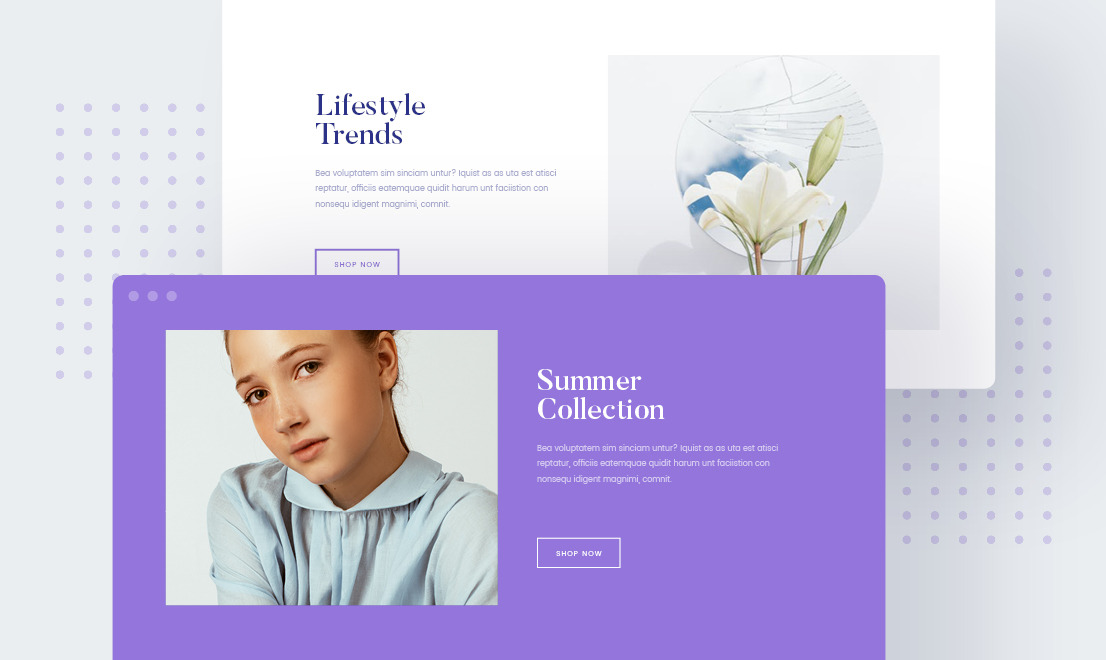 Lifestyle
Trends
Bea voluptatem sim sinciam untur? Iquist as as uta est atisci
reptatur, officiis eatemquae quidit harum unt faciistion con
nonsequ idigent magnimi, comnit.
SHOP NOW
Summer
Collection
Bea voluptatem sim sinciam untur? Iquist as as uta est atisci
reptatur, officiis eatemquae quidit harum unt faciistion con
nonsequ idigent magnimi, comnit.
SHOP NOW